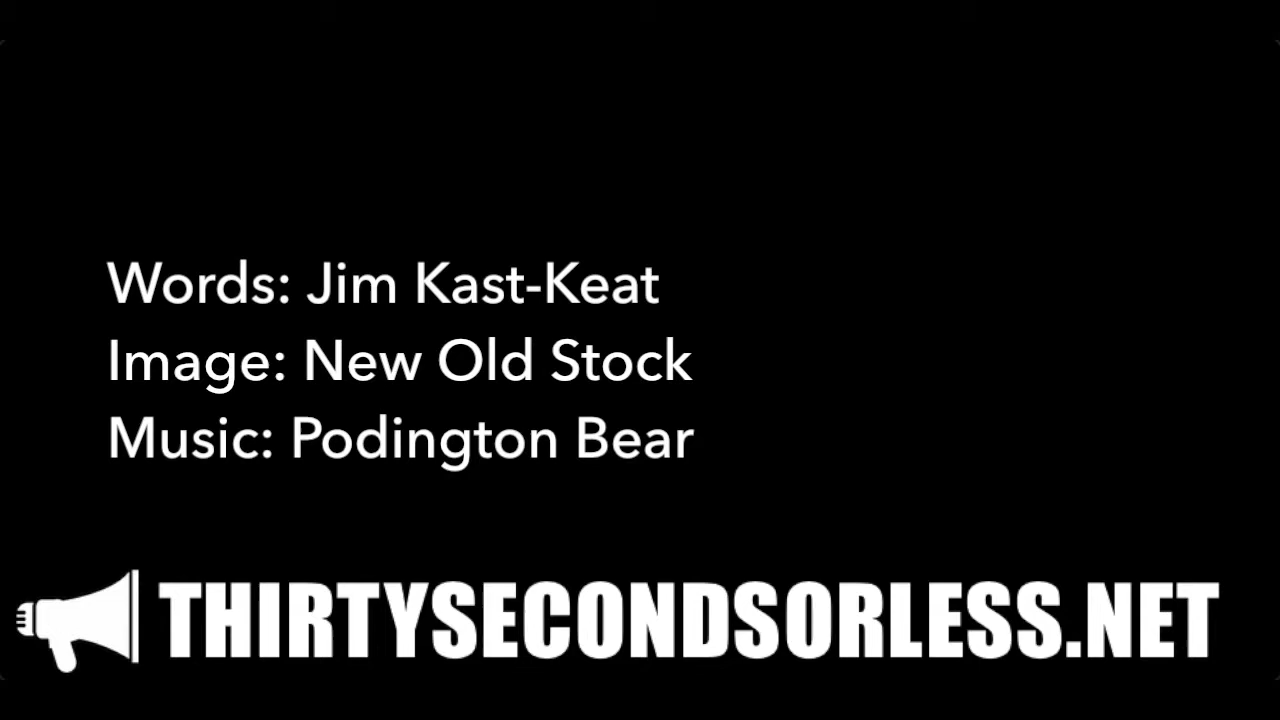 Words: Jim Kast-Keat
Image: New Old Stock
Music: Podington Bear
THIRTYSECONDSORLESS.NET